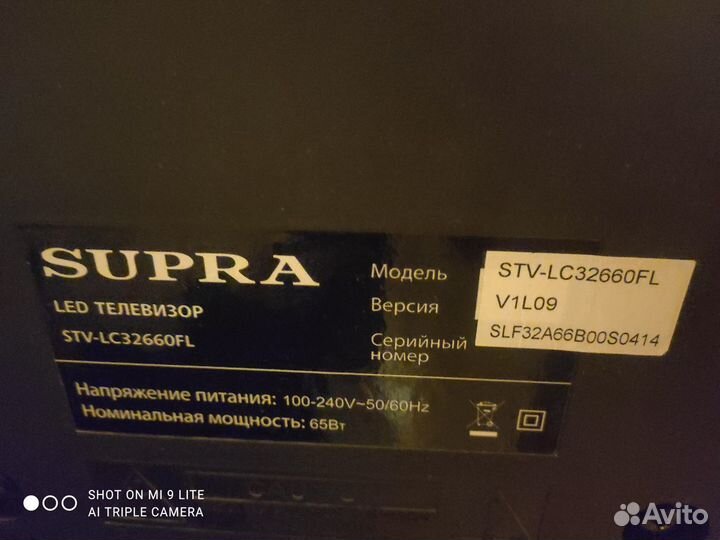 SUPRA
LED ТЕЛЕВИЗОР
STV-LC32660FL
Модель STV-LC32660FL
Версия V1L09
Серийный номер SLF32A66B00S0414
Напряжение питания: 100-240V~50/60Hz
Номинальная мощность: 65Вт
SHOT ON MI 9 LITE
AI TRIPLE CAMERA
Avito